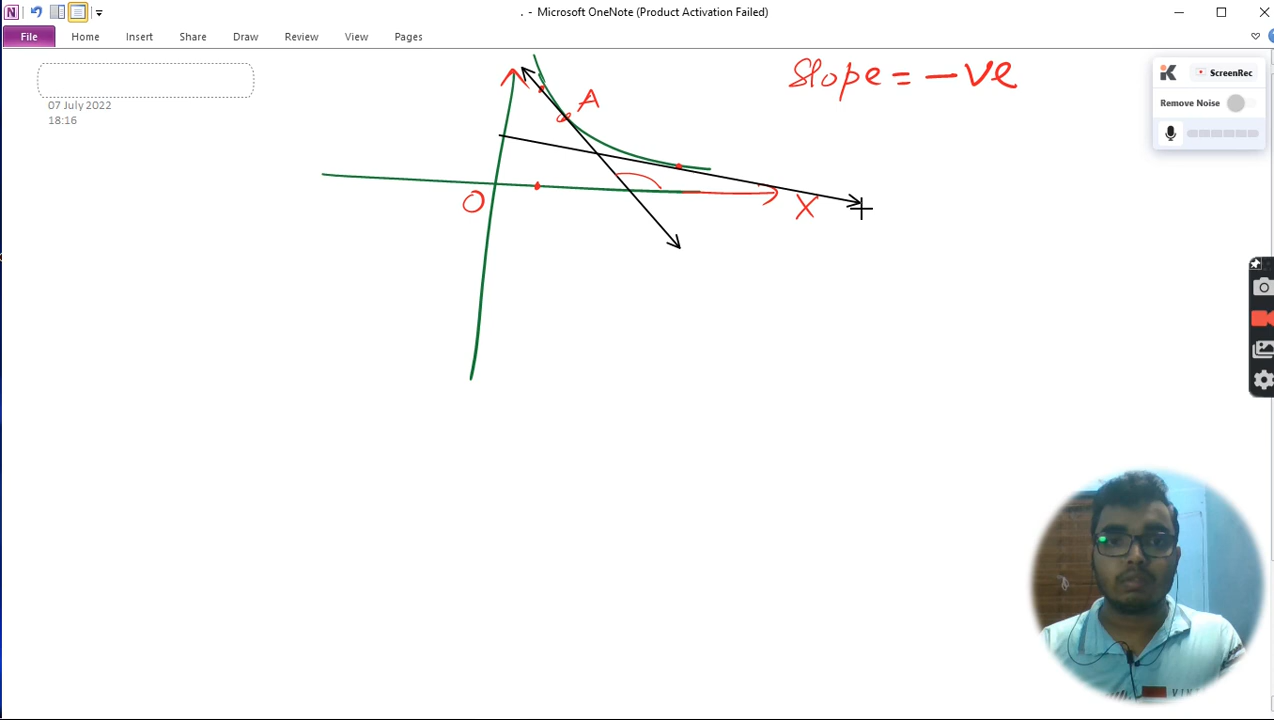 . - Microsoft OneNote (Product Activation Failed)
File Home Insert Share Draw Review View Pages
07 July 2022
18:16
Slope = -ve
A
O
X
ScreenRec
Remove Noise